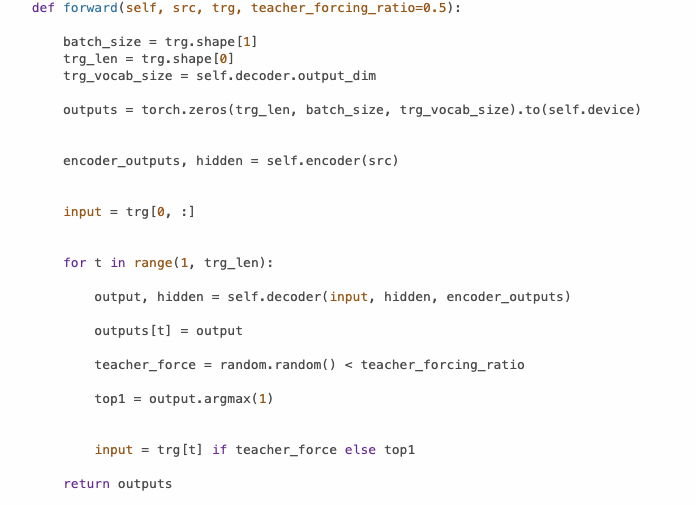 def forward(self, src, trg, teacher_forcing_ratio=0.5):
batch_size = trg.shape[1]
trg_len = trg.shape[0]
trg_vocab_size = self.decoder.output_dim
outputs = torch.zeros(trg_len, batch_size, trg_vocab_size).to(self.device)
encoder_outputs, hidden = self.encoder(src)
input = trg[0, :]
for t in range(1, trg_len):
output, hidden = self.decoder(input, hidden, encoder_outputs)
outputs[t] = output
teacher_force = random.random() < teacher_forcing_ratio
top1 = output.argmax(1)
input = trg[t] if teacher_force else top1
return outputs